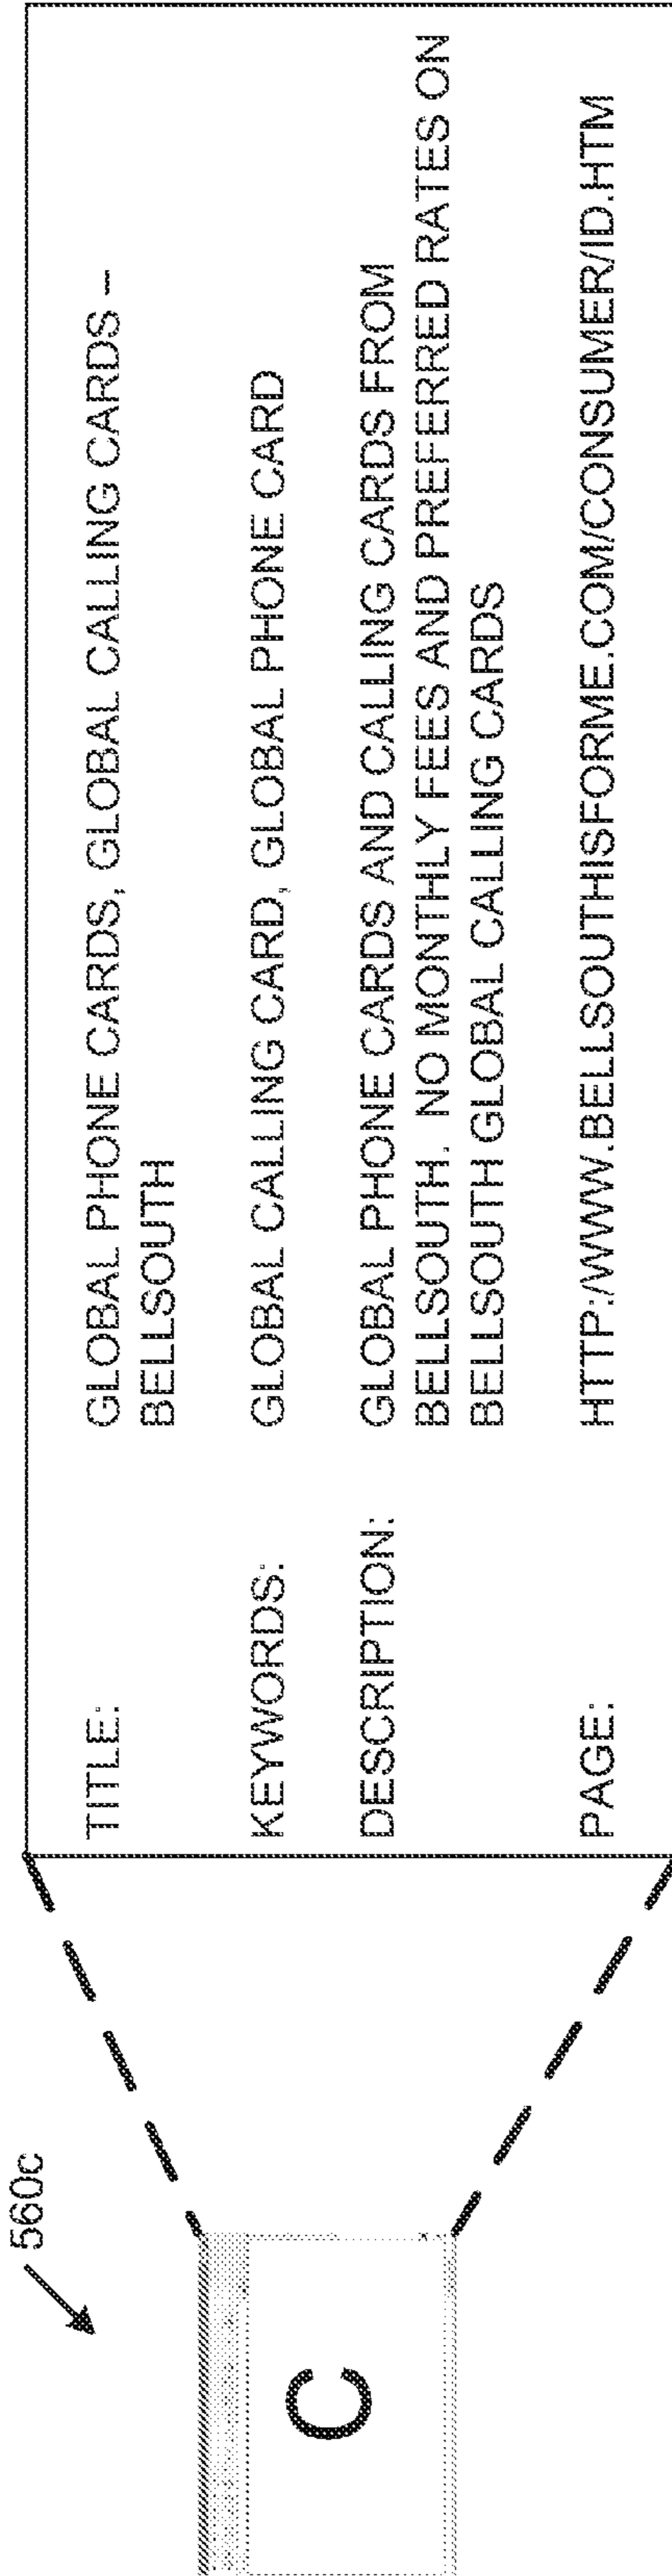 560c
C
TITLE: GLOBAL PHONE CARDS, GLOBAL CALLING CARDS –
BELLSOUTH
KEYWORDS: GLOBAL CALLING CARD, GLOBAL PHONE CARD
DESCRIPTION: GLOBAL PHONE CARDS AND CALLING CARDS FROM
BELLSOUTH. NO MONTHLY FEES AND PREFERRED RATES ON
BELLSOUTH GLOBAL CALLING CARDS
PAGE: HTTP:/WWW.BELLSOUTHISFORME.COM/CONSUMER/ID.HTM